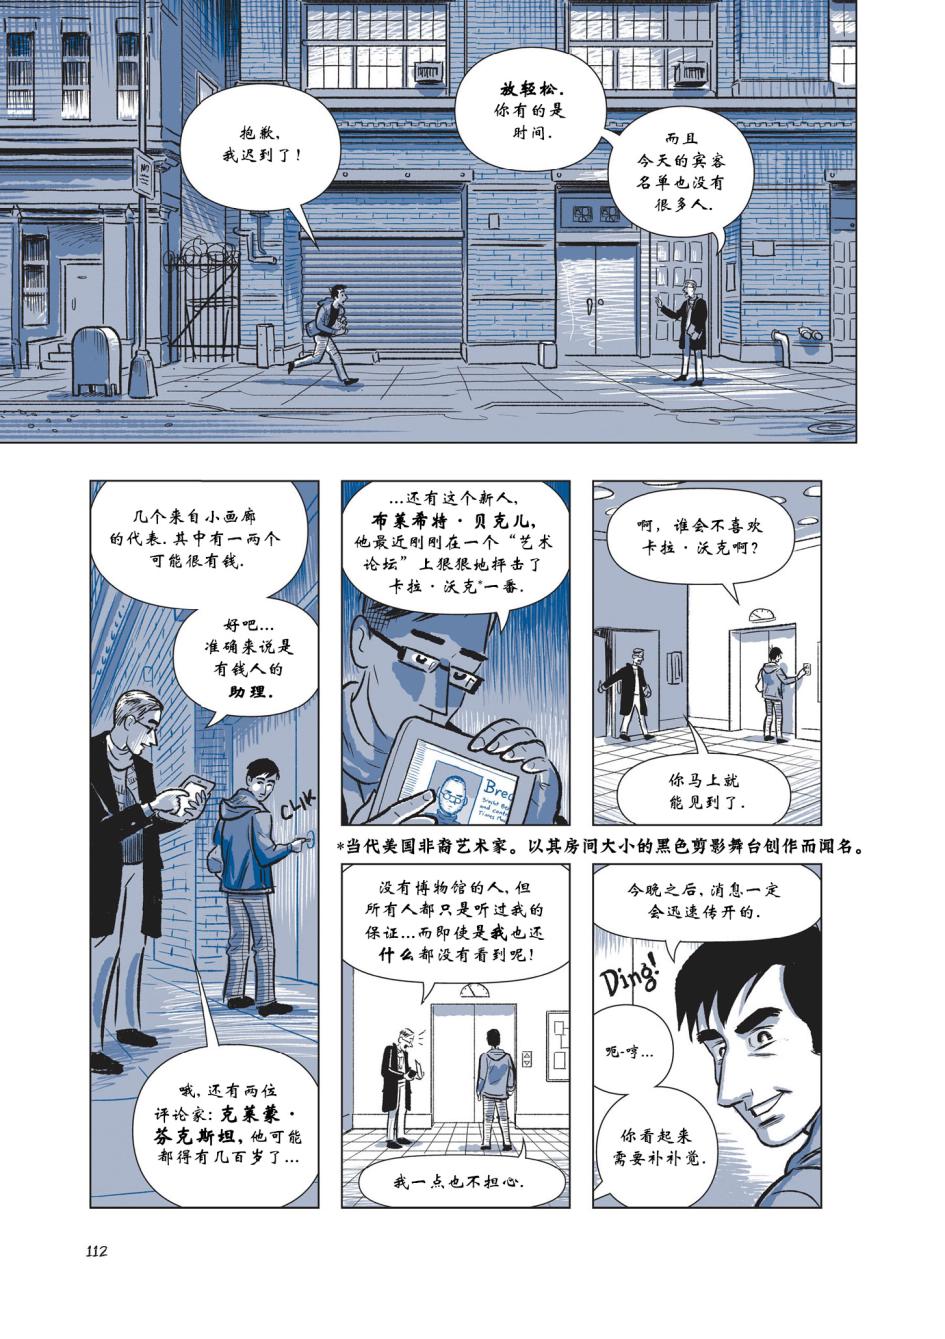 抱歉,
我迟到了!
放轻松.
你有的是
时间.
而且
今天的宾客
名单也没有
很多人.
几个来自小画廊
的代表. 其中有一两个
可能很有钱.
好吧…
准确来说是
有钱人的
助理.
CLIK
哦, 还有两位
评论家: 克莱蒙·
芬克斯坦, 他可能
都得有几百岁了…
…还有这个新人,
布莱希特·贝克儿,
他最近刚刚在一个“艺术
论坛”上狠狠地抨击了
卡拉·沃克*一番.
Brec
啊, 谁会不喜欢
卡拉·沃克啊?
你马上就
能见到了.
*当代美国非裔艺术家。以其房间大小的黑色剪影舞台创作而闻名。
没有博物馆的人, 但
所有人都只是听过我的
保证…而即使是我也还
什么都没有看到呢!
我一点也不担心.
今晚之后, 消息一定
会迅速传开的.
Ding!
呃-哼…
你看起来
需要补补觉.
112